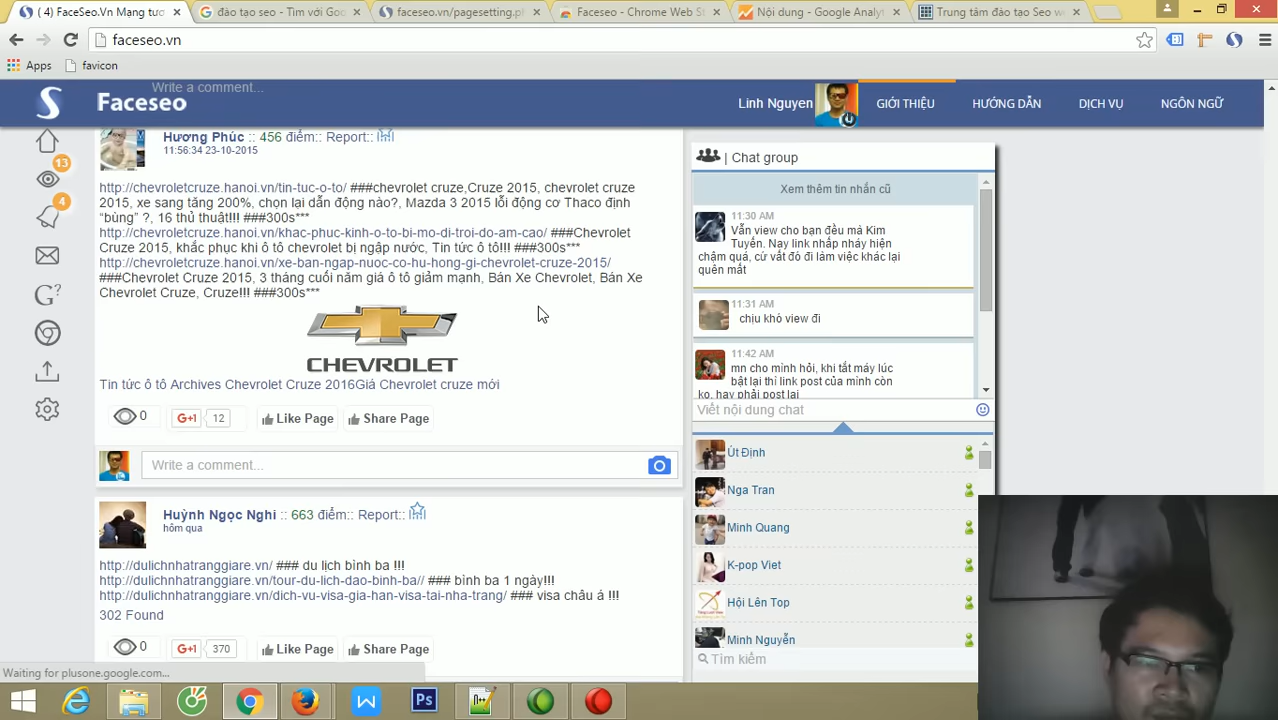 ( 4) FaceSeo.Vn Mạng tươ
đào tạo seo - Tìm với Goo
faceseo.vn/pagesetting.ph
Faceseo - Chrome Web St
Nội dung - Google Analyt
Trung tâm đào tạo Seo we
faceseo.vn
Apps
favicon
Write a comment...
Faceseo
Linh Nguyen
GIỚI THIỆU
HƯỚNG DẪN
DỊCH VỤ
NGÔN NGỮ
13
4
G?
Hương Phúc :: 456 điểm:: Report::
11:56:34 23-10-2015
http://chevroletcruze.hanoi.vn/tin-tuc-o-to/ ###chevrolet cruze,Cruze 2015, chevrolet cruze
2015, xe sang tăng 200%, chọn lại dẫn động nào?, Mazda 3 2015 lỗi động cơ Thaco định
“bùng” ?, 16 thủ thuật!!! ###300s***
http://chevroletcruze.hanoi.vn/khac-phuc-kinh-o-to-bi-mo-di-troi-do-am-cao/ ###Chevrolet
Cruze 2015, khắc phục khi ô tô chevrolet bị ngập nước, Tin tức ô tô!!! ###300s***
http://chevroletcruze.hanoi.vn/xe-ban-ngap-nuoc-co-hu-hong-gi-chevrolet-cruze-2015/
###Chevrolet Cruze 2015, 3 tháng cuối năm giá ô tô giảm mạnh, Bán Xe Chevrolet, Bán Xe
Chevrolet Cruze, Cruze!!! ###300s***
CHEVROLET
Tin tức ô tô Archives Chevrolet Cruze 2016Giá Chevrolet cruze mới
0
G+1
12
Like Page
Share Page
Write a comment...
Huỳnh Ngọc Nghi :: 663 điểm:: Report::
hôm qua
http://dulichnhatranggiare.vn/ ### du lịch bình ba !!!
http://dulichnhatranggiare.vn/tour-du-lich-dao-binh-ba// ### bình ba 1 ngày!!!
http://dulichnhatranggiare.vn/dich-vu-visa-gia-han-visa-tai-nha-trang/ ### visa châu á !!!
302 Found
0
G+1
370
Like Page
Share Page
Waiting for plusone.google.com...
| Chat group
Xem thêm tin nhắn cũ
11:30 AM
Vẫn view cho bạn đều mà Kim
Tuyến. Nay link nhấp nháy hiện
chậm quá, cứ vất đó đi làm việc khác lại
quên mất
11:31 AM
chịu khó view đi
11:42 AM
mn cho mình hỏi, khi tắt máy lúc
bật lại thì link post của mình còn
ko, hay phải post lại
Viết nội dung chat
Út Định
Nga Tran
Minh Quang
K-pop Viet
Hội Lên Top
Minh Nguyễn
Tìm kiếm
W
Ps